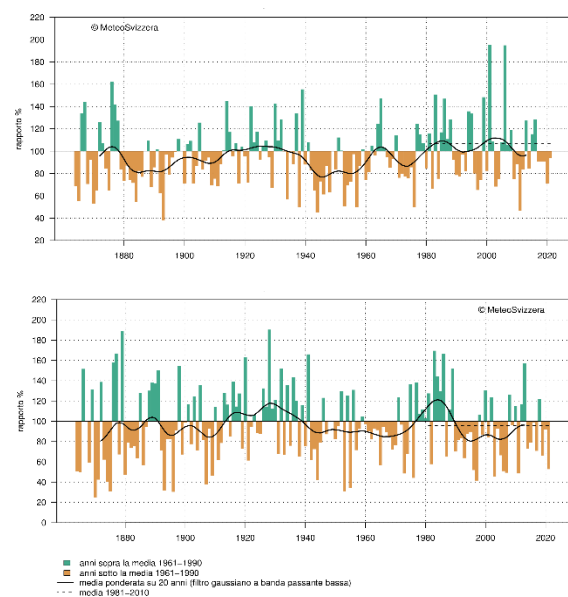 220
© MeteoSvizzera
200
180
160
140
120
100
80
60
40
20
rapporto %
1880 1900 1920 1940 1960 1980 2000 2020
220
© MeteoSvizzera
200
180
160
140
120
100
80
60
40
20
0
rapporto %
1880 1900 1920 1940 1960 1980 2000 2020
anni sopra la media 1961−1990
anni sotto la media 1961−1990
media ponderata su 20 anni (filtro gaussiano a banda passante bassa)
media 1981−2010